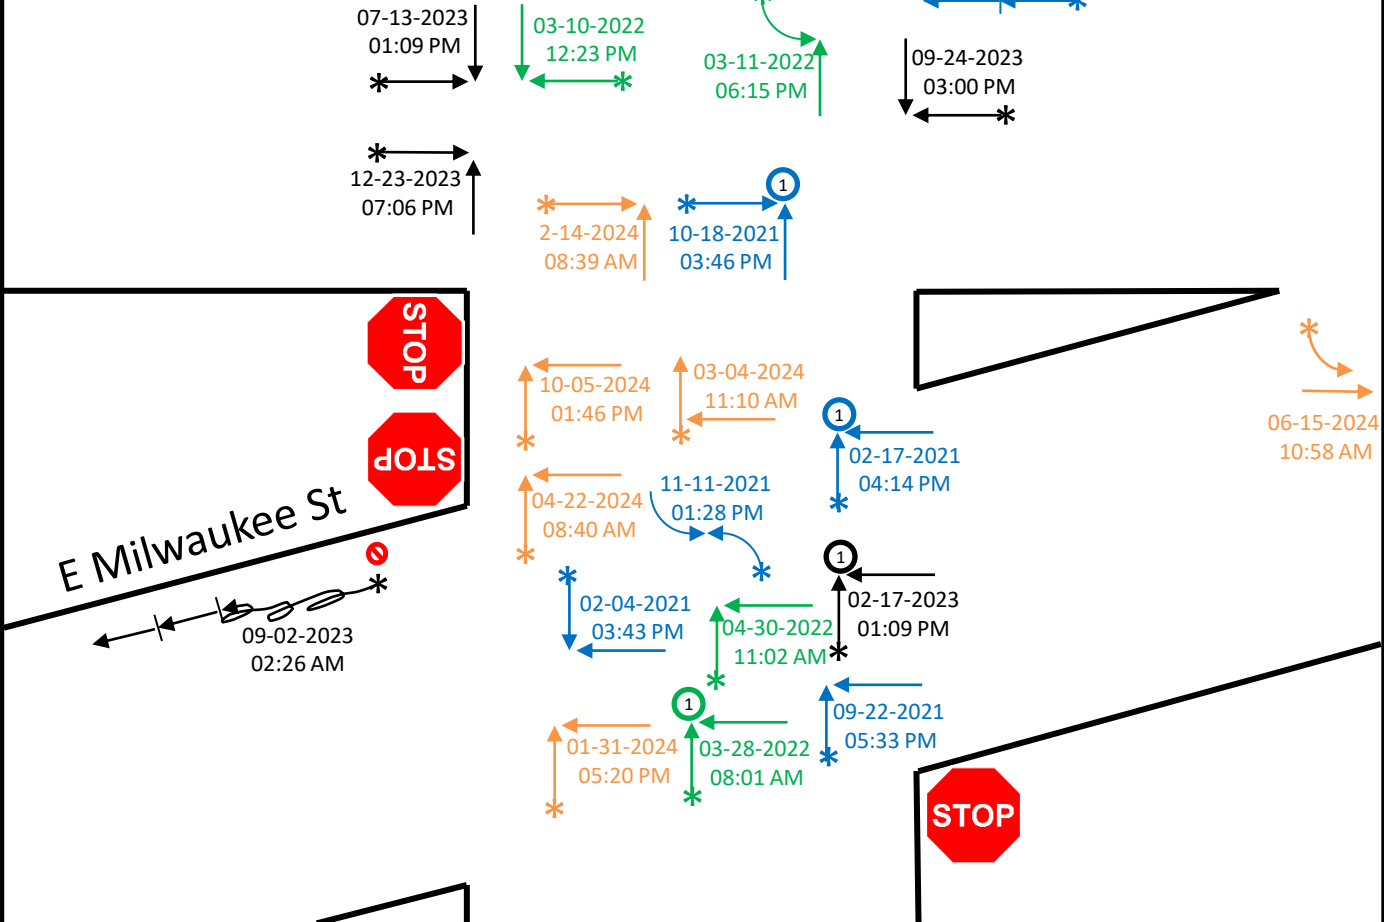 07-13-2023
01:09 PM
03-10-2022
12:23 PM
03-11-2022
06:15 PM
09-24-2023
03:00 PM
12-23-2023
07:06 PM
2-14-2024
08:39 AM
1
10-18-2021
03:46 PM
STOP
STOP
10-05-2024
01:46 PM
03-04-2024
11:10 AM
1
02-17-2021
04:14 PM
06-15-2024
10:58 AM
E Milwaukee St
04-22-2024
08:40 AM
11-11-2021
01:28 PM
09-02-2023
02:26 AM
02-04-2021
03:43 PM
04-30-2022
11:02 AM
1
02-17-2023
01:09 PM
01-31-2024
05:20 PM
1
03-28-2022
08:01 AM
09-22-2021
05:33 PM
STOP